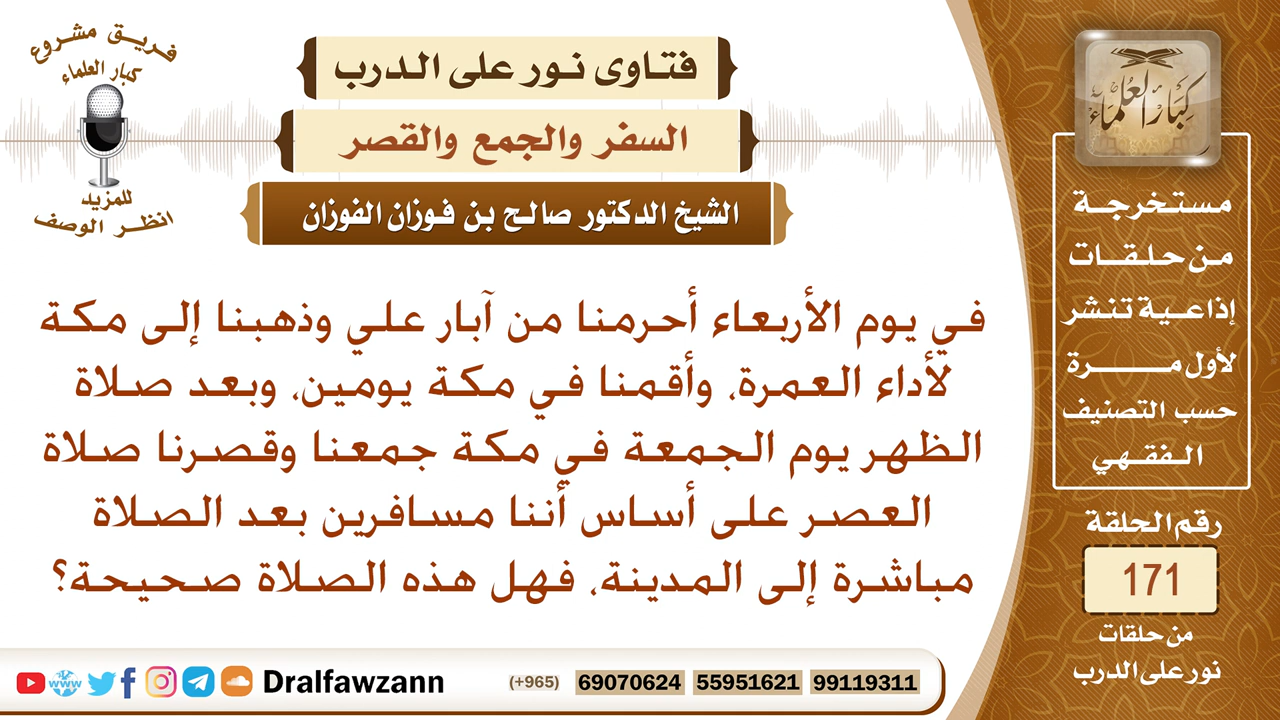 فريق مشروع
كبار العلماء
للمزيد
انظر الوصف
فتاوى نور على الدرب
السفر والجمع والقصر
الشيخ الدكتور صالح بن فوزان الفوزان
في يوم الأربعاء أحرمنا من آبار علي وذهبنا إلى مكة
لأداء العمرة، وأقمنا في مكة يومين، وبعد صلاة
الظهر يوم الجمعة في مكة جمعنا وقصرنا صلاة
العصر على أساس أننا مسافرين بعد الصلاة
مباشرة إلى المدينة، فهل هذه الصلاة صحيحة؟
كبار العلماء
مستخرجة
من حلقات
إذاعية تنشر
لأول مرة
حسب التصنيف
الفقهي
رقم الحلقة
171
من حلقات
نور على الدرب
www Dralfawzann (+965) 69070624 55951621 99119311